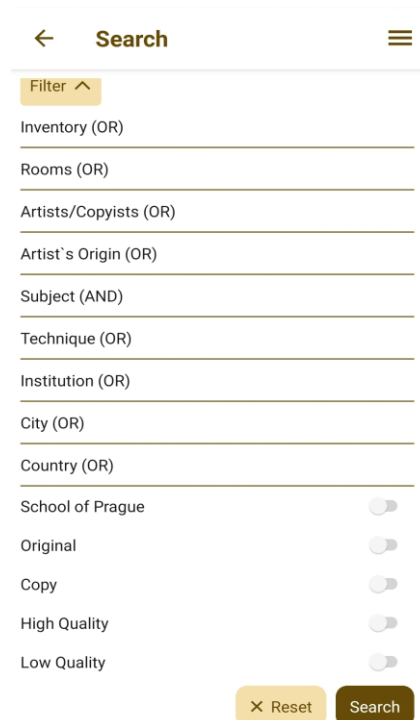 Search
Filter
Inventory (OR)
Rooms (OR)
Artists/Copyists (OR)
Artist`s Origin (OR)
Subject (AND)
Technique (OR)
Institution (OR)
City (OR)
Country (OR)
School of Prague
Original
Copy
High Quality
Low Quality
Reset Search